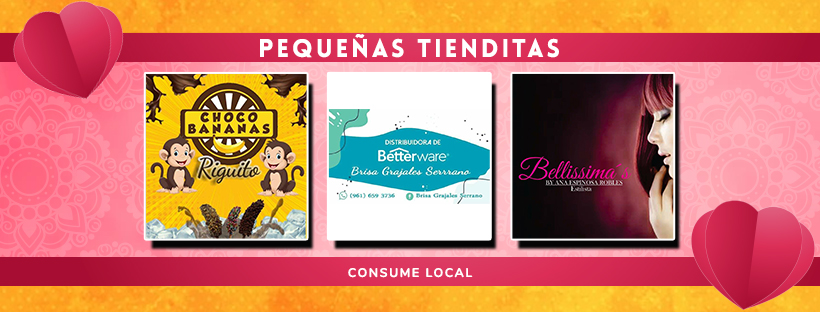 PEQUEÑAS TIENDITAS
CHOCO
BANANAS
Riguito
DISTRIBUIDORA DE
Betterware®
Brisa Grajales Serrrano
(961) 659 3736
Brisa Grajales Serrano
Bellissima's
BY ANA ESPINOSA ROBLES
Estilista
CONSUME LOCAL